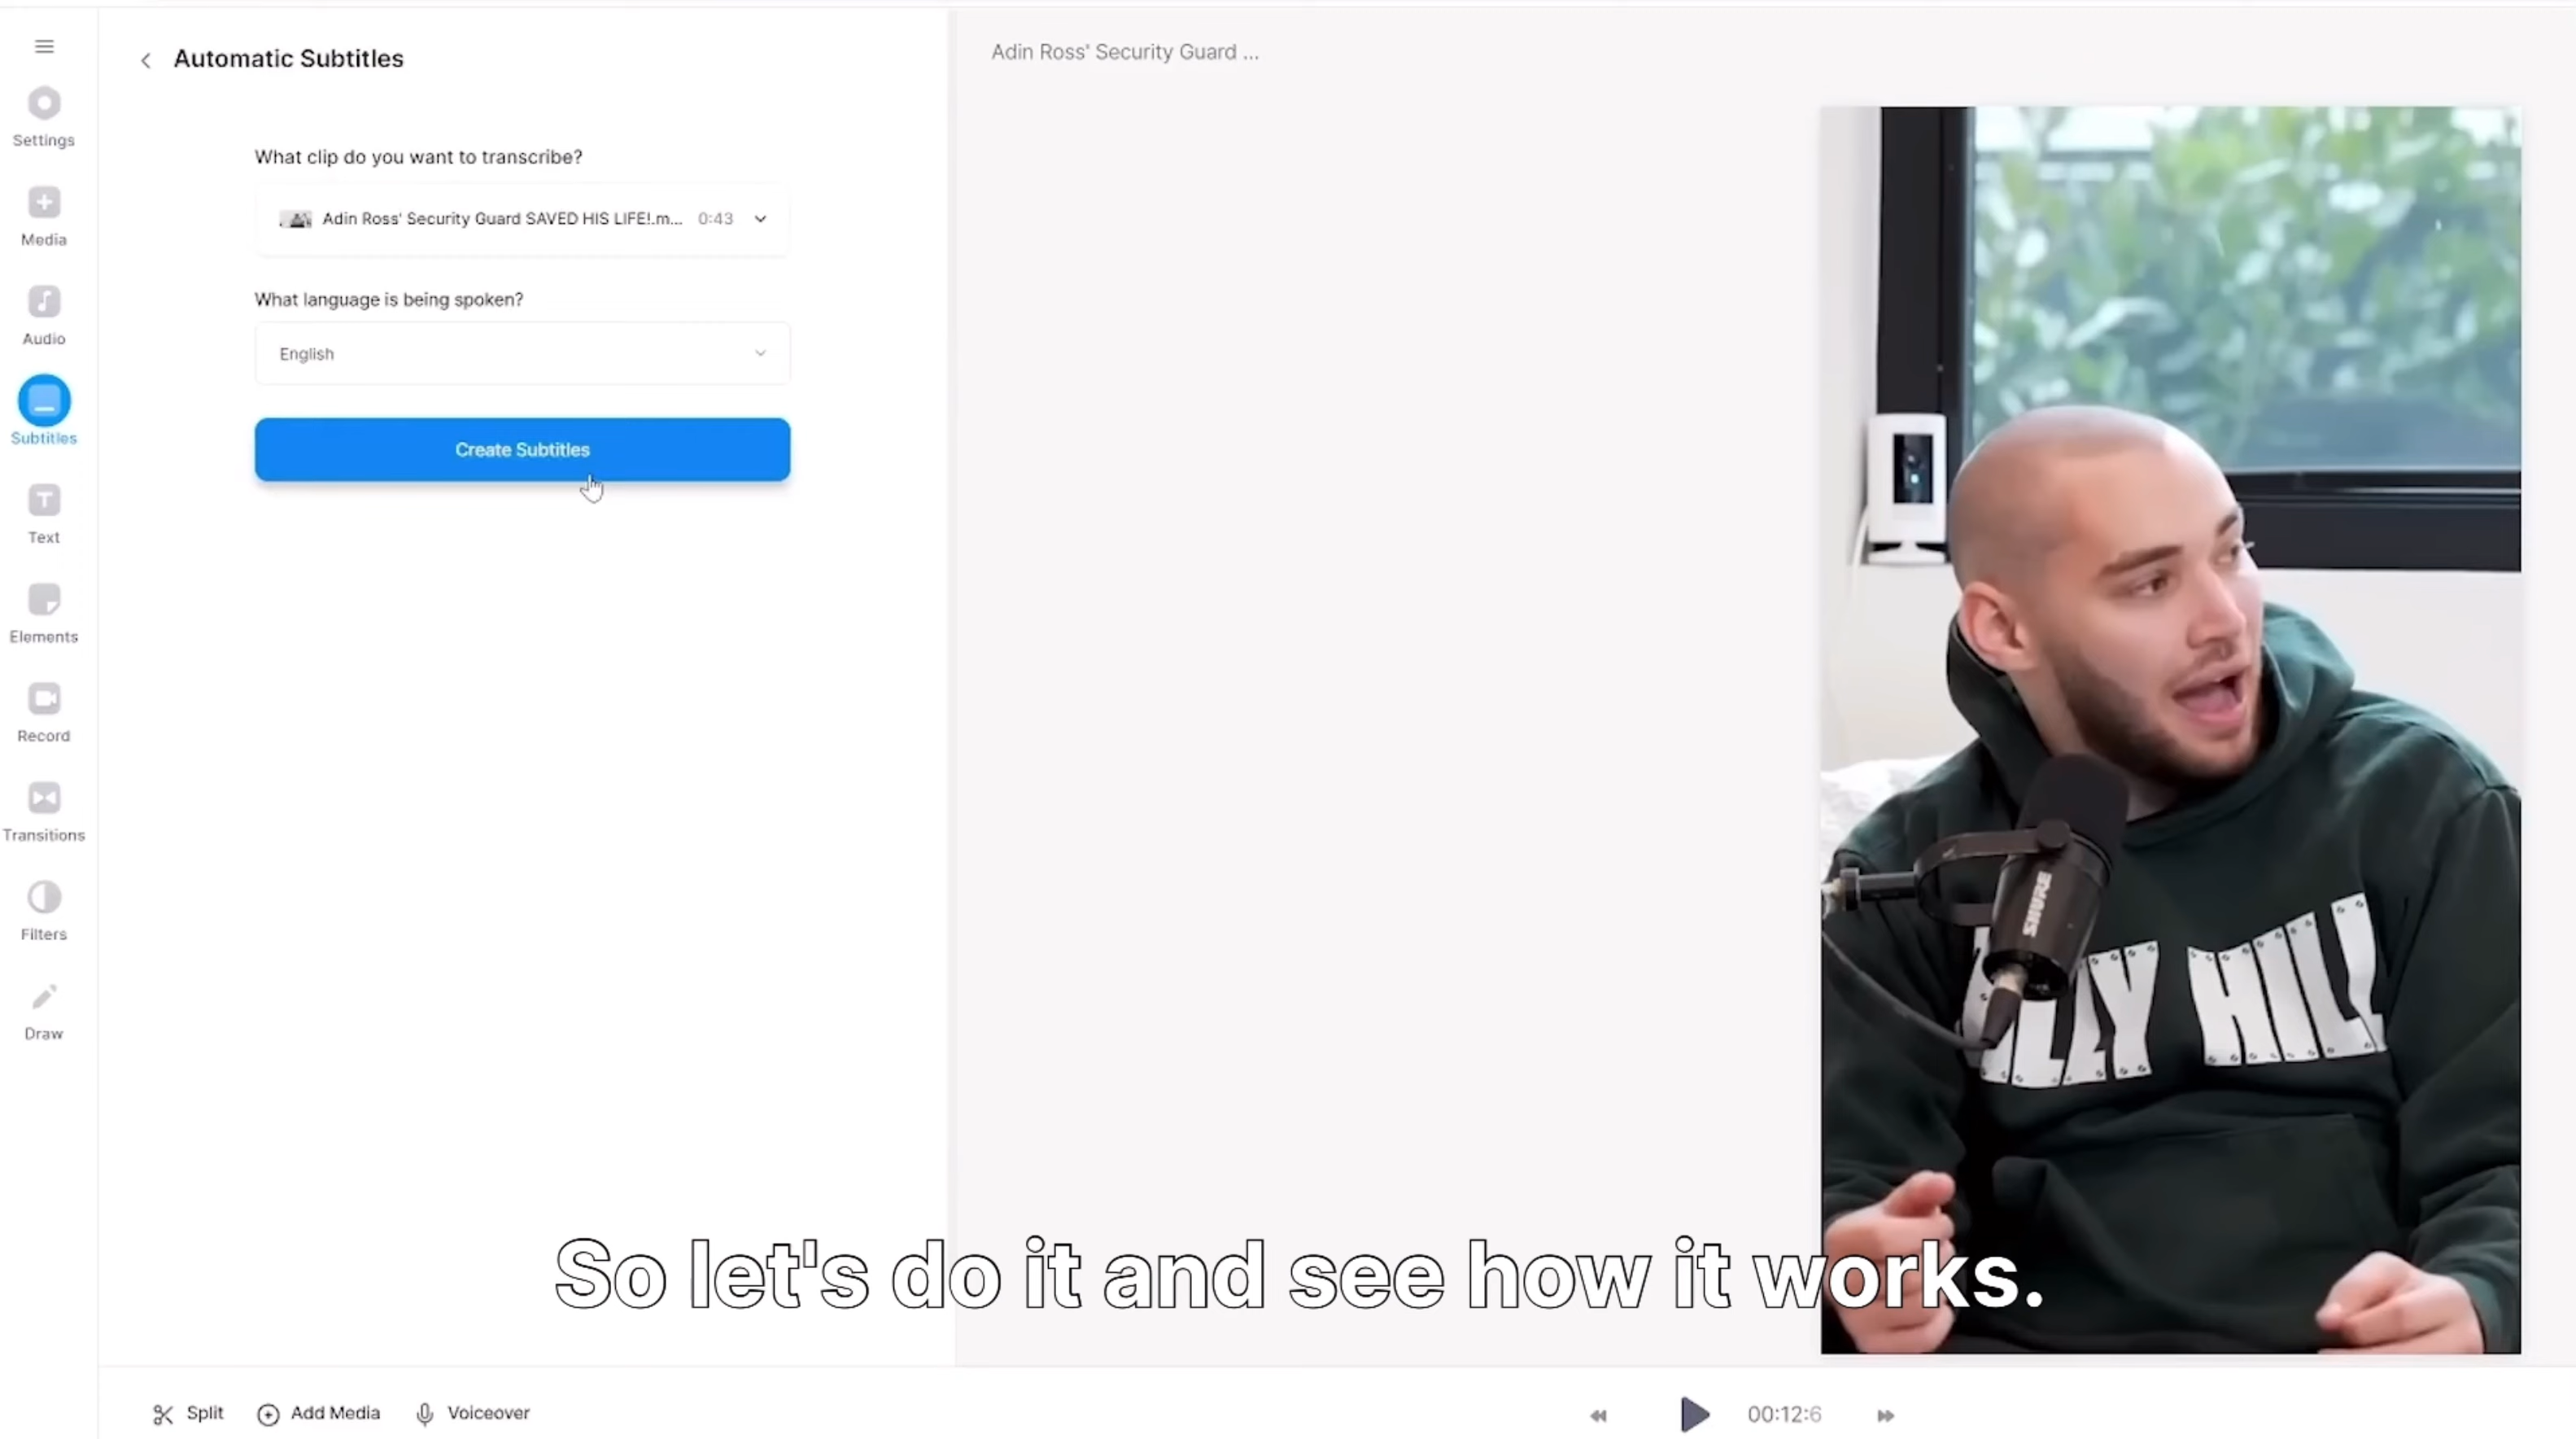 Automatic Subtitles
Adin Ross' Security Guard ...
Settings
Media
Audio
Subtitles
Text
Elements
Record
Transitions
Filters
Draw
What clip do you want to transcribe?
Adin Ross' Security Guard SAVED HIS LIFE!.m... 0:43
What language is being spoken?
English
Create Subtitles
SHURE
HILL
So let's do it and see how it works.
Split Add Media Voiceover
00:12:6